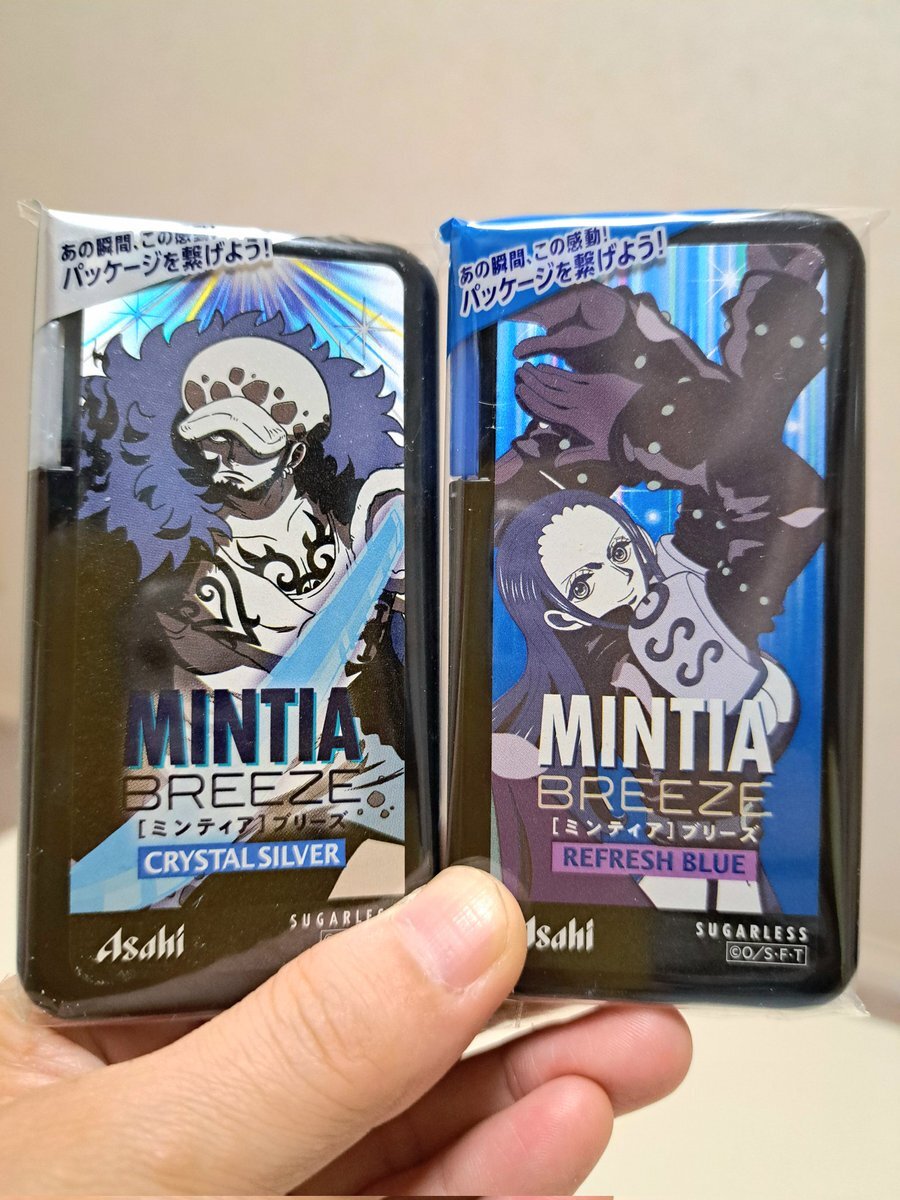 あの瞬間、この感動!
パッケージを繋げよう!
MINTIA
BREEZE
[ミンティア]ブリーズ
CRYSTAL SILVER
Asahi
SUGARLESS
あの瞬間、この感動!
パッケージを繋げよう!
OSS
MINTIA
BREEZE
[ミンティア]ブリーズ
REFRESH BLUE
Asahi
SUGARLESS
©O/S・F・T